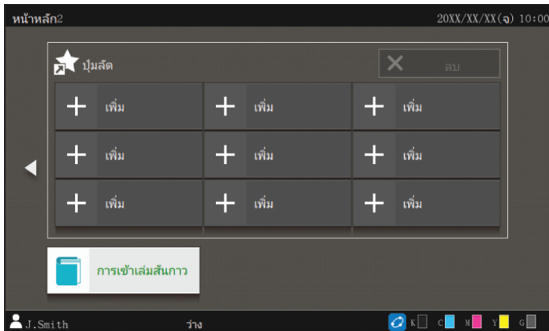 หน้าหลัก2 20XX/XX/XX(จ) 10:00
ปุ่มลัด ลบ
เพิ่ม เพิ่ม เพิ่ม
เพิ่ม เพิ่ม เพิ่ม
เพิ่ม เพิ่ม เพิ่ม
การเข้าเล่มสันกาว
J.Smith ว่าง K C M Y G